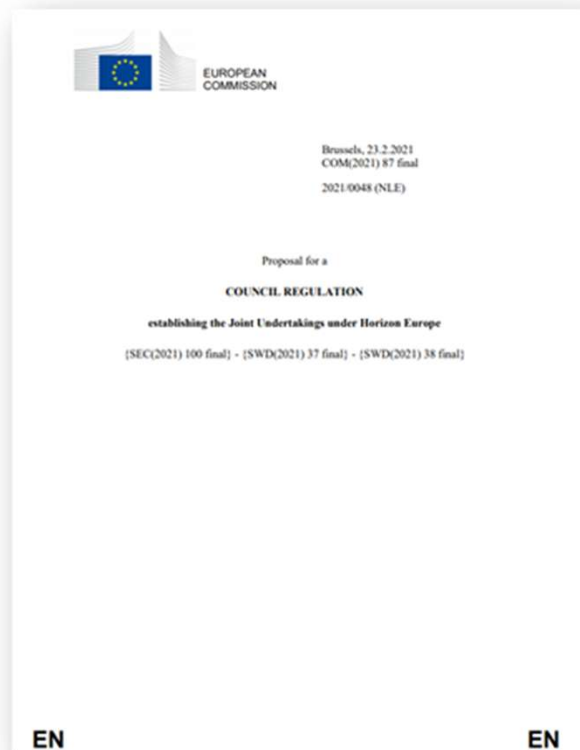 EUROPEAN
COMMISSION
Brussels, 23.2.2021
COM(2021) 87 final
2021/0048 (NLE)
Proposal for a
COUNCIL REGULATION
establishing the Joint Undertakings under Horizon Europe
{SEC(2021) 100 final} - {SWD(2021) 37 final} - {SWD(2021) 38 final}
EN EN